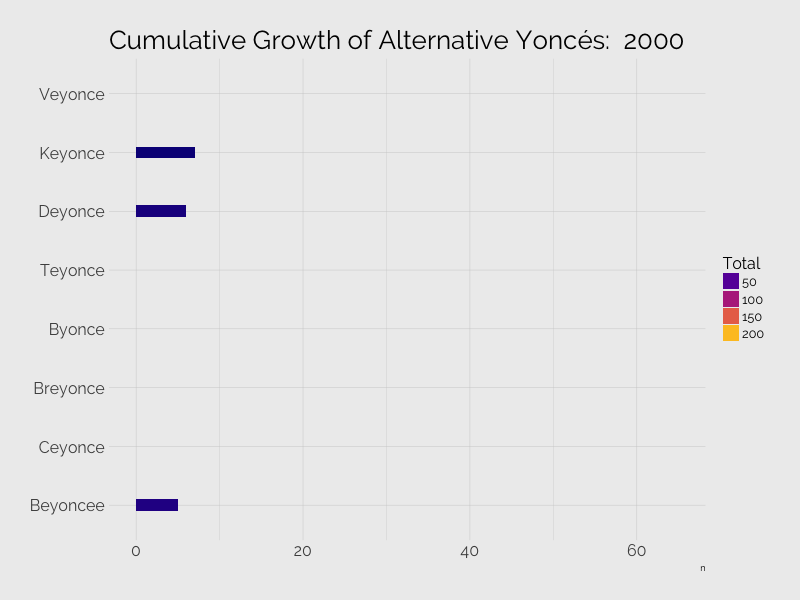 Cumulative Growth of Alternative Yoncés: 2000
Veyonce
Keyonce
Deyonce
Teyonce
Byonce
Breyonce
Ceyonce
Beyoncee
0 20 40 60
n
Total
50
100
150
200